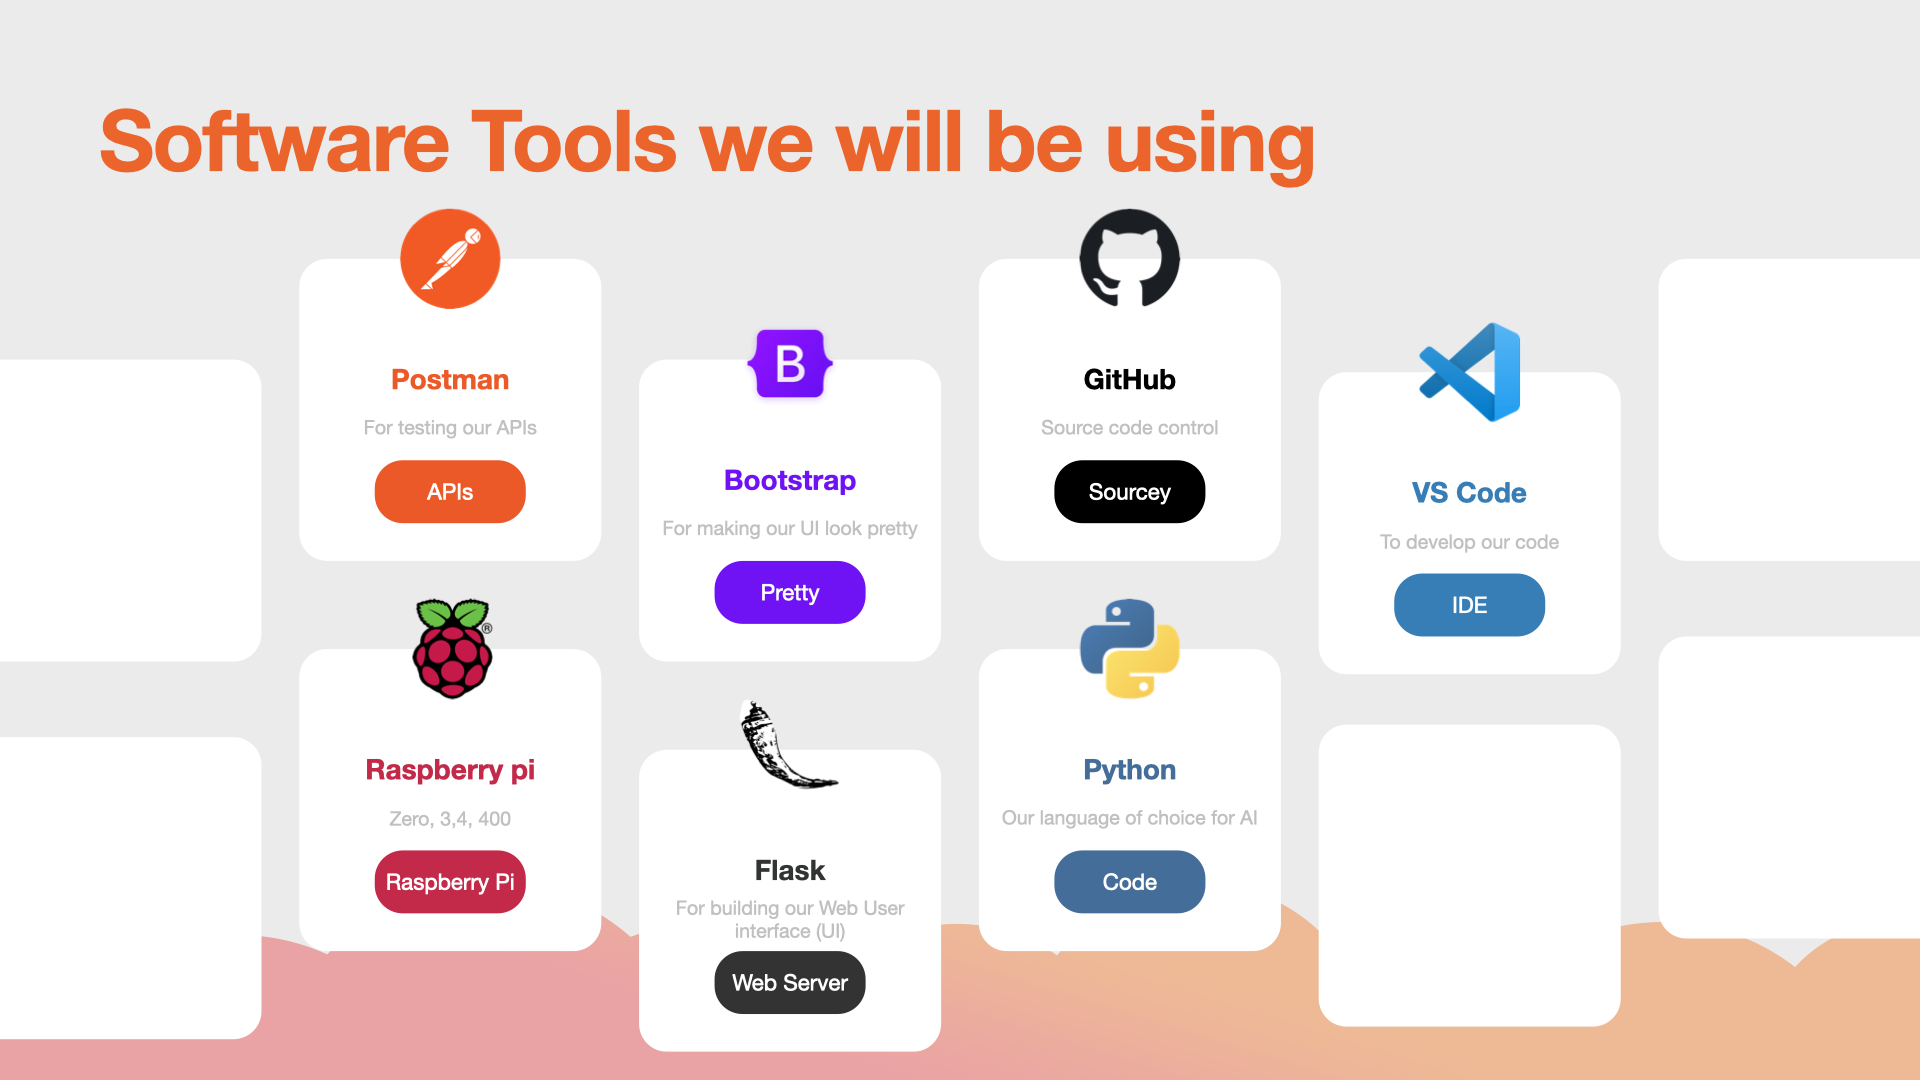 Software Tools we will be using
Postman
For testing our APIs
APIs
B
Bootstrap
For making our UI look pretty
Pretty
GitHub
Source code control
Sourcey
VS Code
To develop our code
IDE
®
Raspberry pi
Zero, 3,4, 400
Raspberry Pi
Flask
For building our Web User
interface (UI)
Web Server
Python
Our language of choice for AI
Code